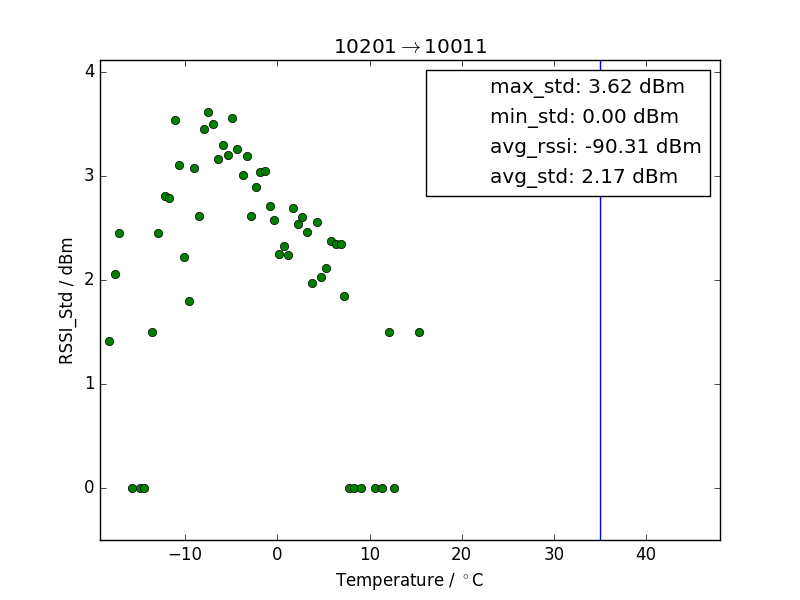 10201→10011
max_std: 3.62 dBm
min_std: 0.00 dBm
avg_rssi: -90.31 dBm
avg_std: 2.17 dBm
4
3
2
1
0
RSSI_Std / dBm
−10 0 10 20 30 40
Temperature / °C